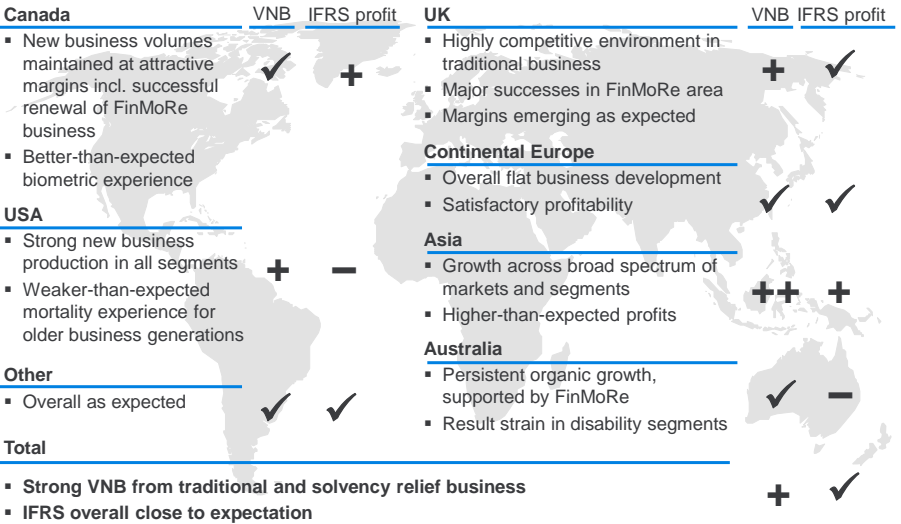 Canada VNB IFRS profit
▪ New business volumes
maintained at attractive
margins incl. successful
renewal of FinMoRe
business
✓ +
▪ Better-than-expected
biometric experience
USA
▪ Strong new business
production in all segments
+ –
▪ Weaker-than-expected
mortality experience for
older business generations
Other
▪ Overall as expected ✓ ✓
UK VNB IFRS profit
▪ Highly competitive environment in
traditional business
+ ✓
▪ Major successes in FinMoRe area
▪ Margins emerging as expected
Continental Europe
▪ Overall flat business development
▪ Satisfactory profitability ✓ ✓
Asia
▪ Growth across broad spectrum of
markets and segments
++ +
▪ Higher-than-expected profits
Australia
▪ Persistent organic growth,
supported by FinMoRe
✓ –
▪ Result strain in disability segments
Total
▪ Strong VNB from traditional and solvency relief business
+ ✓
▪ IFRS overall close to expectation